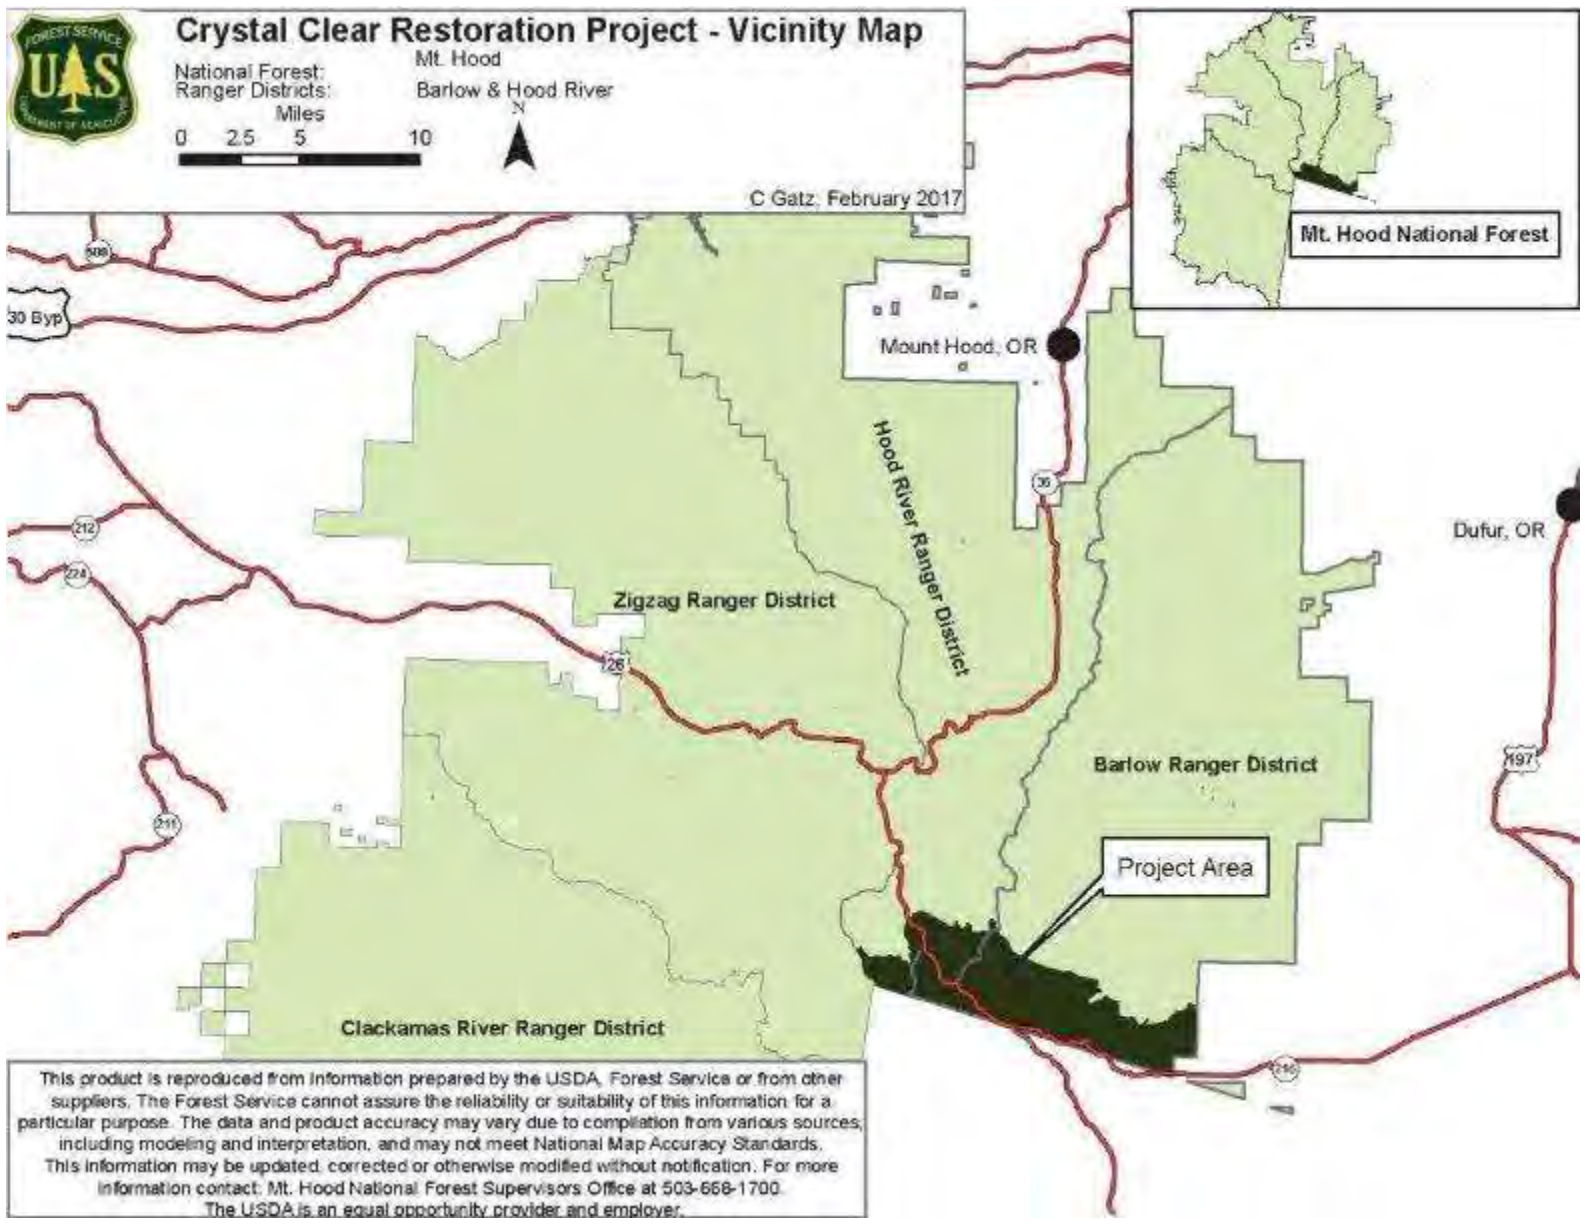 Crystal Clear Restoration Project - Vicinity Map
National Forest:
Mt. Hood
Ranger Districts:
Barlow & Hood River
Miles
0 2.5 5 10
N
C Gatz, February 2017
FOREST SERVICE
UAS
DEPARTMENT OF AGRICULTURE
Mt. Hood National Forest
30 Byp
Mount Hood, OR
35
Hood River Ranger District
212
224
Dufur, OR
Zigzag Ranger District
26
197
Barlow Ranger District
211
Project Area
Clackamas River Ranger District
216
This product is reproduced from information prepared by the USDA, Forest Service or from other
suppliers. The Forest Service cannot assure the reliability or suitability of this information for a
particular purpose. The data and product accuracy may vary due to compilation from various sources,
including modeling and interpretation, and may not meet National Map Accuracy Standards.
This information may be updated, corrected or otherwise modified without notification. For more
information contact: Mt. Hood National Forest Supervisors Office at 503-668-1700.
The USDA is an equal opportunity provider and employer.